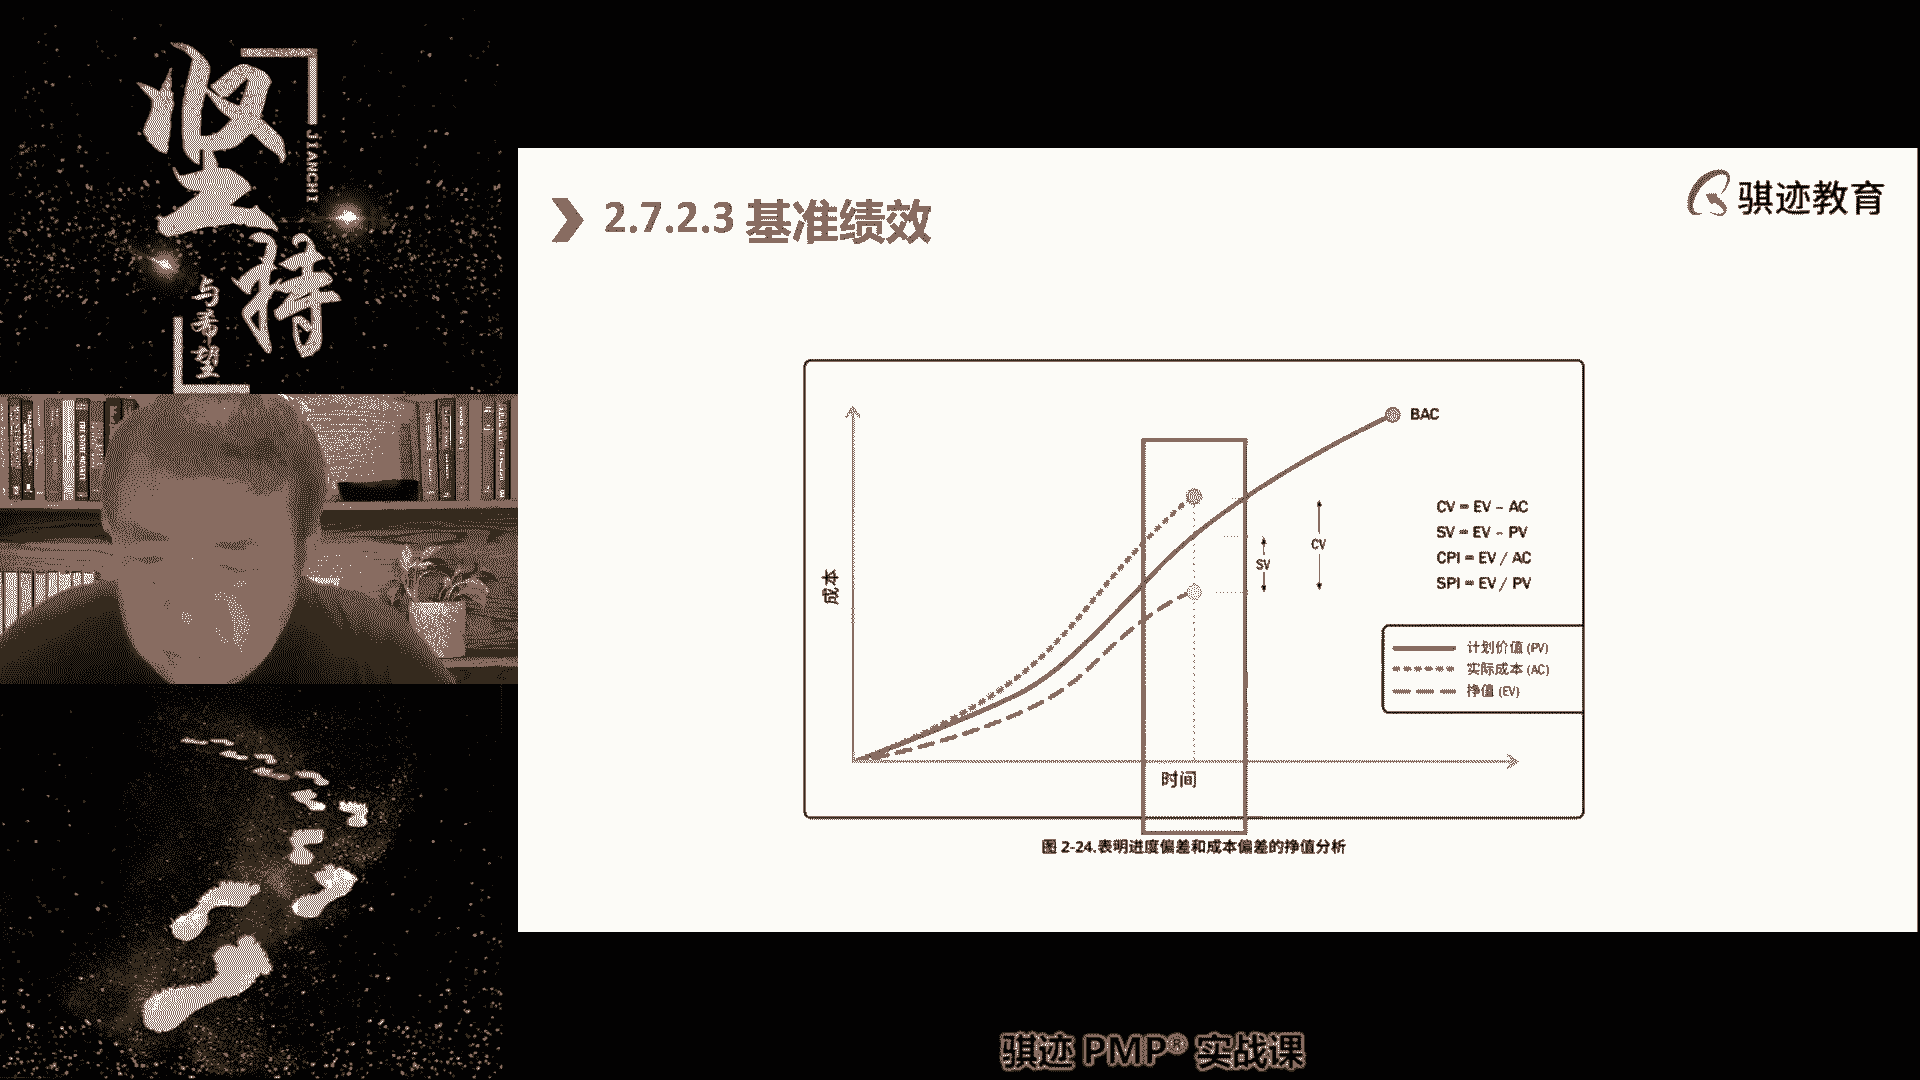 坚持
JIANCHI
与希望
2.7.2.3 基准绩效
骐迹教育
BAC
CV = EV – AC
SV = EV – PV
CPI = EV / AC
SPI = EV / PV
CV
SV
成本
计划价值 (PV)
实际成本 (AC)
挣值 (EV)
时间
图 2-24.表明进度偏差和成本偏差的挣值分析
骐迹 PMP® 实战课